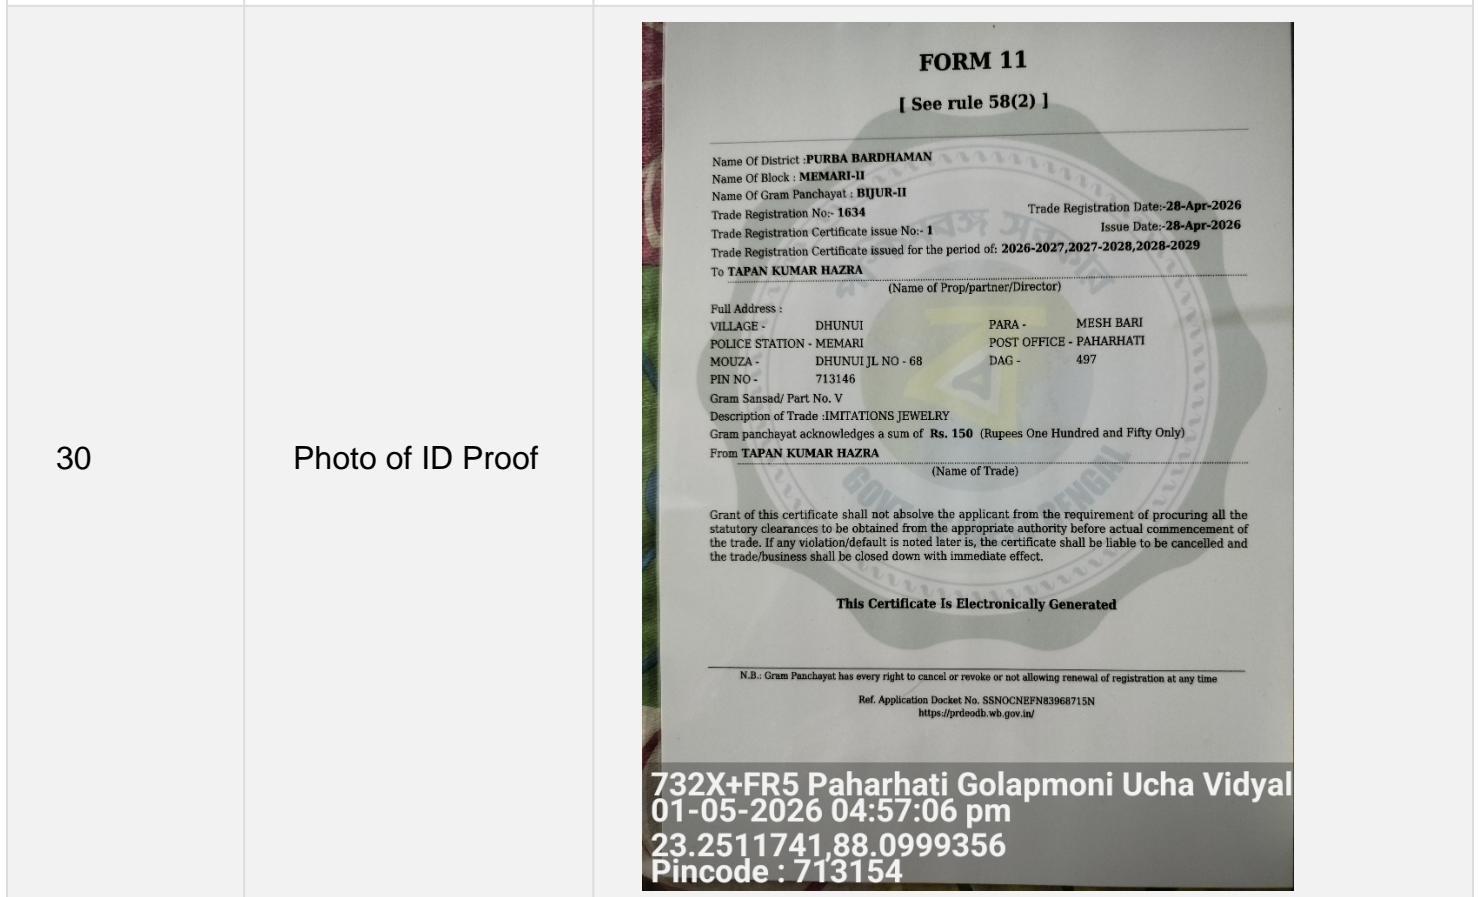 30
Photo of ID Proof
FORM 11
[ See rule 58(2) ]
Name Of District :PURBA BARDHAMAN
Name Of Block : MEMARI-II
Name Of Gram Panchayat : BIJUR-II
Trade Registration No:- 1634 Trade Registration Date:-28-Apr-2026
Trade Registration Certificate issue No:- 1 Issue Date:-28-Apr-2026
Trade Registration Certificate issued for the period of: 2026-2027,2027-2028,2028-2029
To TAPAN KUMAR HAZRA
(Name of Prop/partner/Director)
Full Address :
VILLAGE - DHUNUI PARA - MESH BARI
POLICE STATION - MEMARI POST OFFICE - PAHARHATI
MOUZA - DHUNUI JL NO - 68 DAG - 497
PIN NO - 713146
Gram Sansad/ Part No. V
Description of Trade :IMITATIONS JEWELRY
Gram panchayat acknowledges a sum of Rs. 150 (Rupees One Hundred and Fifty Only)
From TAPAN KUMAR HAZRA
(Name of Trade)
Grant of this certificate shall not absolve the applicant from the requirement of procuring all the
statutory clearances to be obtained from the appropriate authority before actual commencement of
the trade. If any violation/default is noted later is, the certificate shall be liable to be cancelled and
the trade/business shall be closed down with immediate effect.
This Certificate Is Electronically Generated
N.B.: Gram Panchayat has every right to cancel or revoke or not allowing renewal of registration at any time
Ref. Application Docket No. SSNOCNEFN83968715N
https://prdeodb.wb.gov.in/
732X+FR5 Paharhati Golapmoni Ucha Vidyal
01-05-2026 04:57:06 pm
23.2511741,88.0999356
Pincode : 713154